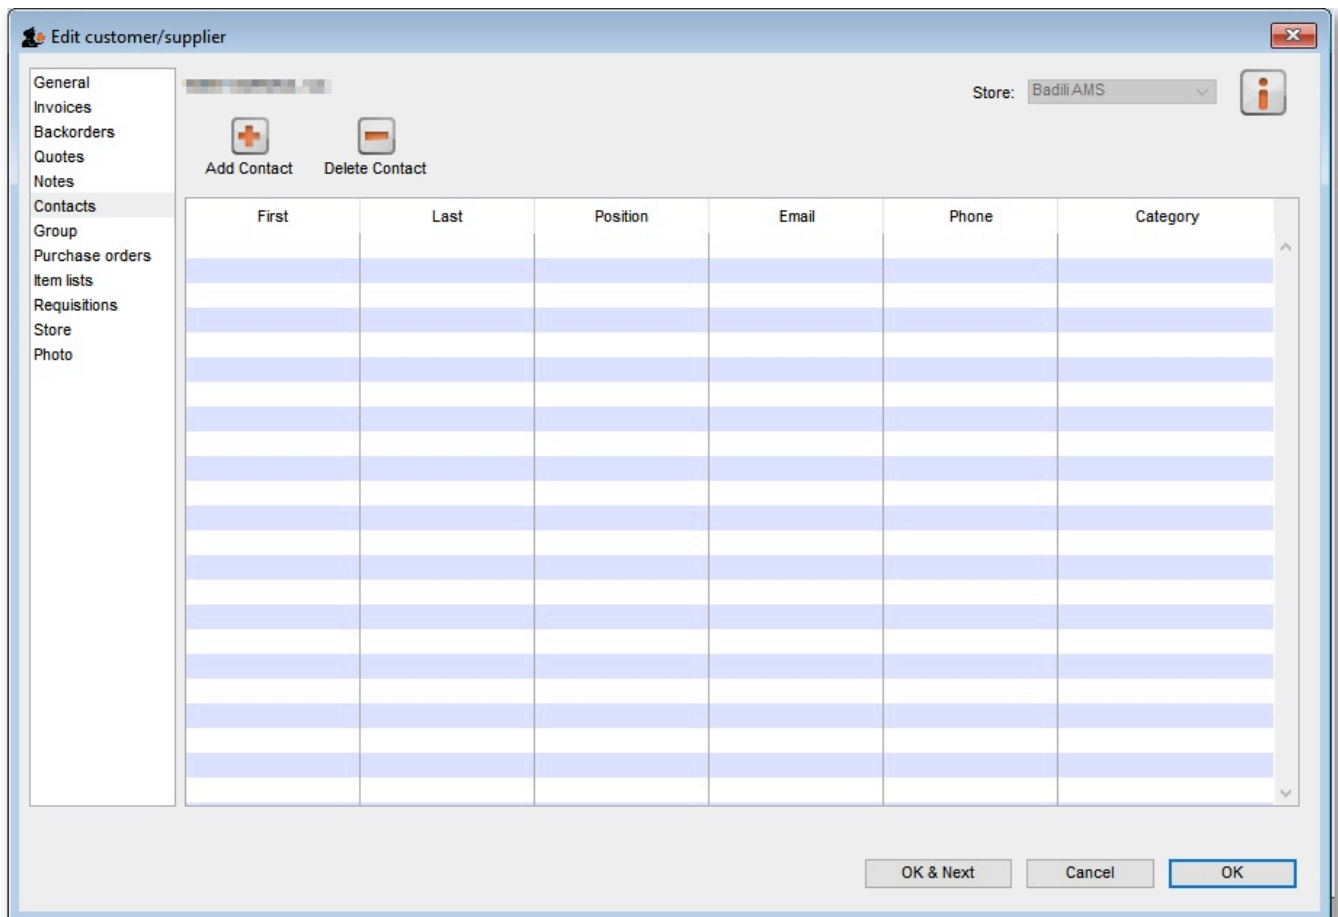 Edit customer/supplier
General
Invoices
Backorders
Quotes
Notes
Contacts
Group
Purchase orders
Item lists
Requisitions
Store
Photo
Store: Badili AMS
Add Contact Delete Contact
First Last Position Email Phone Category
OK & Next Cancel OK